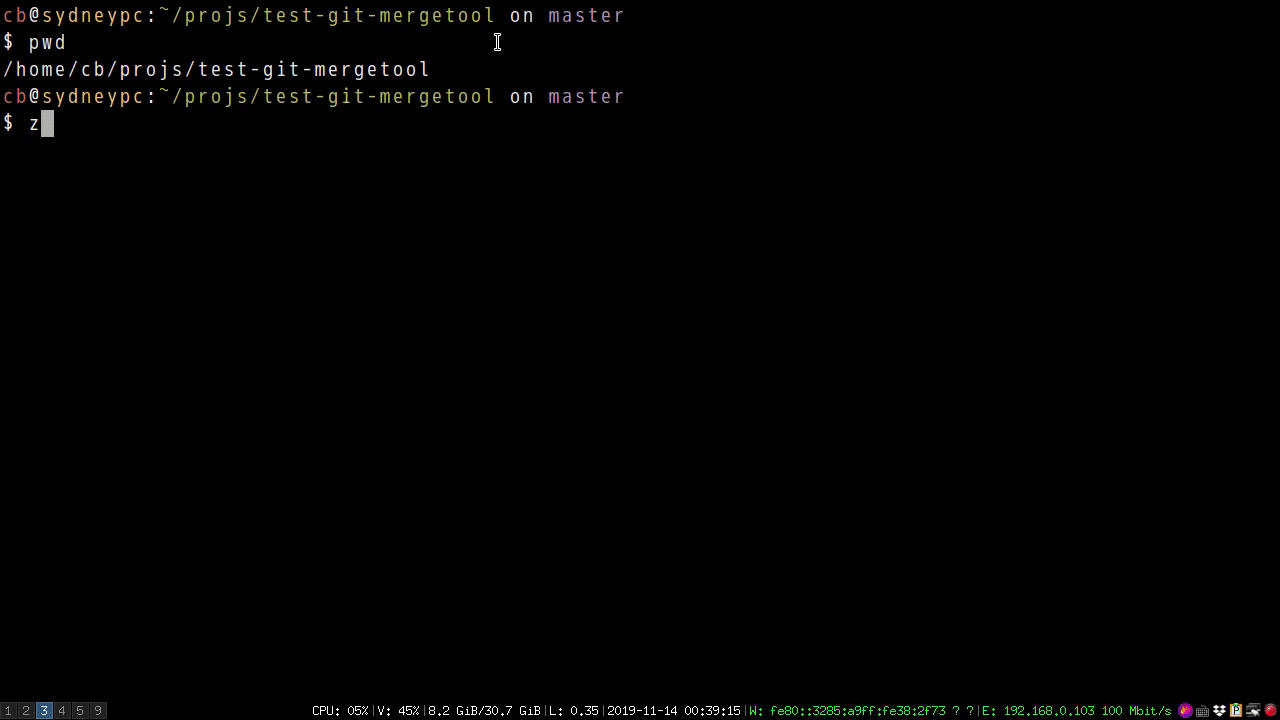 cb@sydneypc:~/projs/test-git-mergetool on master
$ pwd
/home/cb/projs/test-git-mergetool
cb@sydneypc:~/projs/test-git-mergetool on master
$ z
1 2 3 4 5 9 CPU: 05%|V: 45%|8.2 GiB/30.7 GiB|L: 0.35|2019-11-14 00:39:15|W: fe80::3285:a9ff:fe38:2f73 ? ?|E: 192.168.0.103 100 Mbit/s